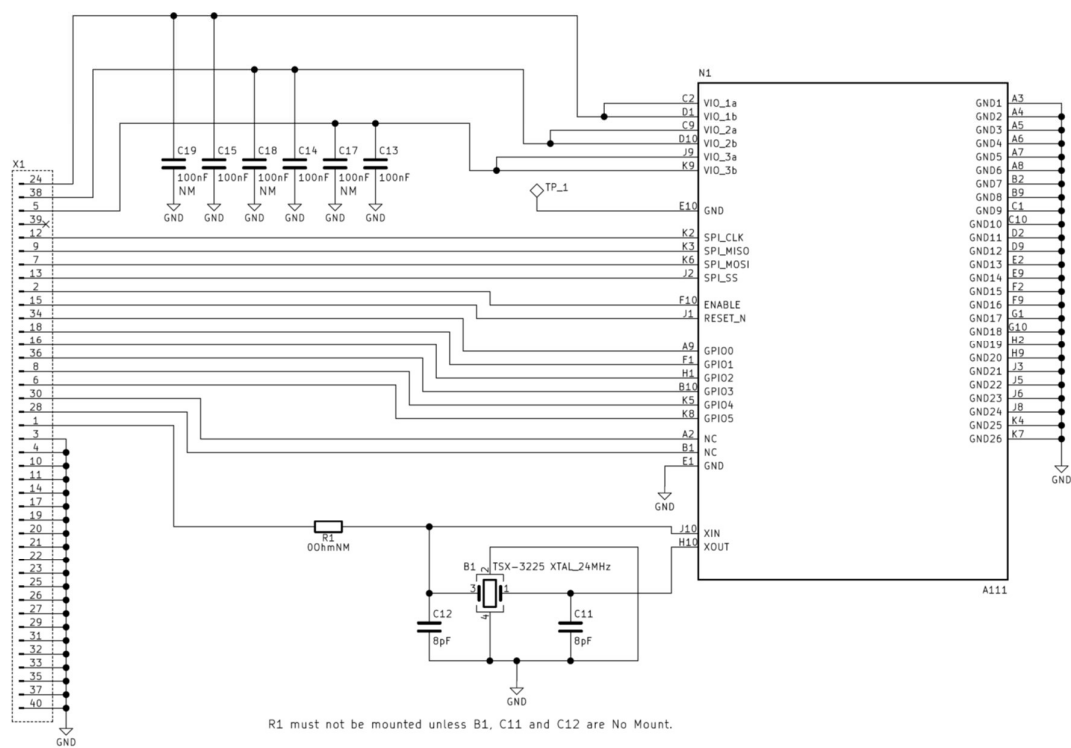 N1
C2 VIO_1a GND1 A3
D1 VIO_1b GND2 A4
C9 VIO_2a GND3 A5
D10 VIO_2b GND4 A6
J9 VIO_3a GND5 A7
K9 VIO_3b GND6 A8
GND7 B2
GND8 B9
E10 GND GND9 C1
GND10 C10
K2 SPI_CLK GND11 D2
K3 SPI_MISO GND12 D9
K6 SPI_MOSI GND13 E2
J2 SPI_SS GND14 E9
GND15 F2
F10 ENABLE GND16 F9
J1 RESET_N GND17 G1
GND18 G10
GND19 H2
A9 GPIO0 GND20 H9
F1 GPIO1 GND21 J3
H1 GPIO2 GND22 J5
B10 GPIO3 GND23 J6
K5 GPIO4 GND24 J8
K8 GPIO5 GND25 K4
A2 NC GND26 K7
B1 NC
E1 GND
GND
GND
J10 XIN
H10 XOUT
A111
C19 C15 C18 C14 C17 C13
100nF 100nF 100nF 100nF 100nF 100nF
NM NM NM
GND GND GND GND GND GND
TP_1
X1
24
38
5
39
12
9
7
13
2
15
34
18
16
36
8
6
30
28
1
3
4
10
11
14
17
19
20
21
22
23
25
26
27
29
31
32
33
35
37
40
GND
R1
0OhmNM
B1 2 TSX-3225 XTAL_24MHz
3 1
4
C12
8pF
C11
8pF
GND
R1 must not be mounted unless B1, C11 and C12 are No Mount.